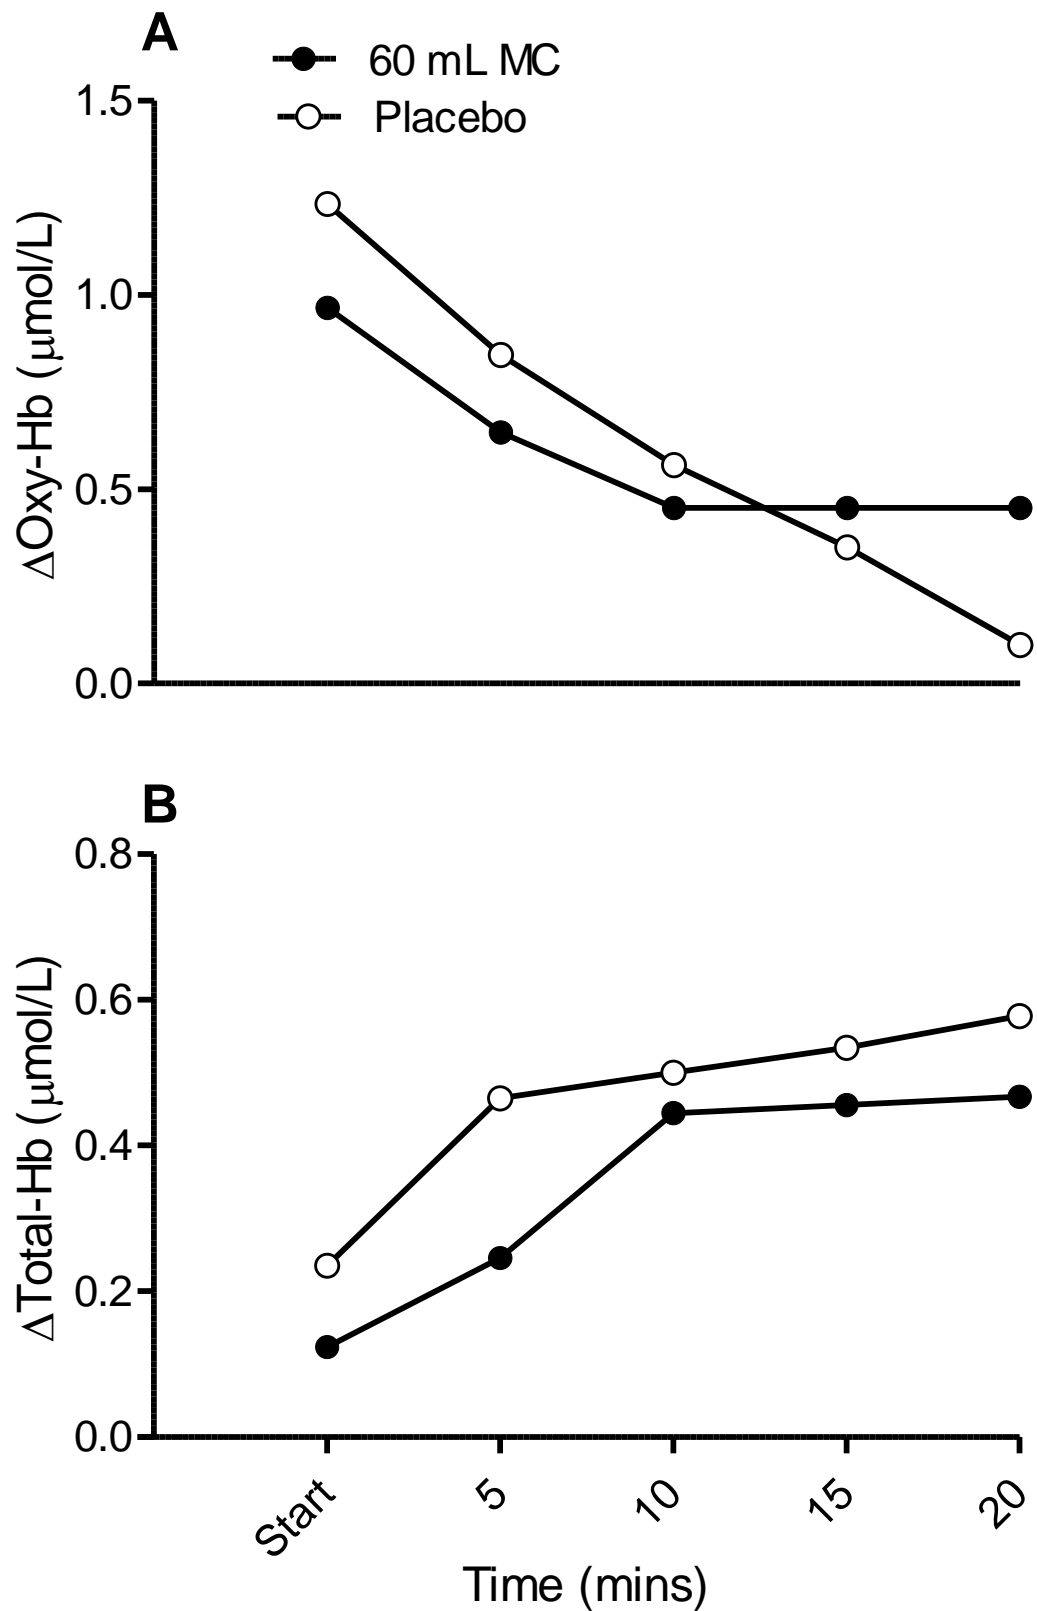 A
60 mL MC
Placebo
1.5
1.0
0.5
0.0
ΔOxy-Hb (μmol/L)
B
0.8
0.6
0.4
0.2
0.0
ΔTotal-Hb (μmol/L)
Start
5
10
15
20
Time (mins)